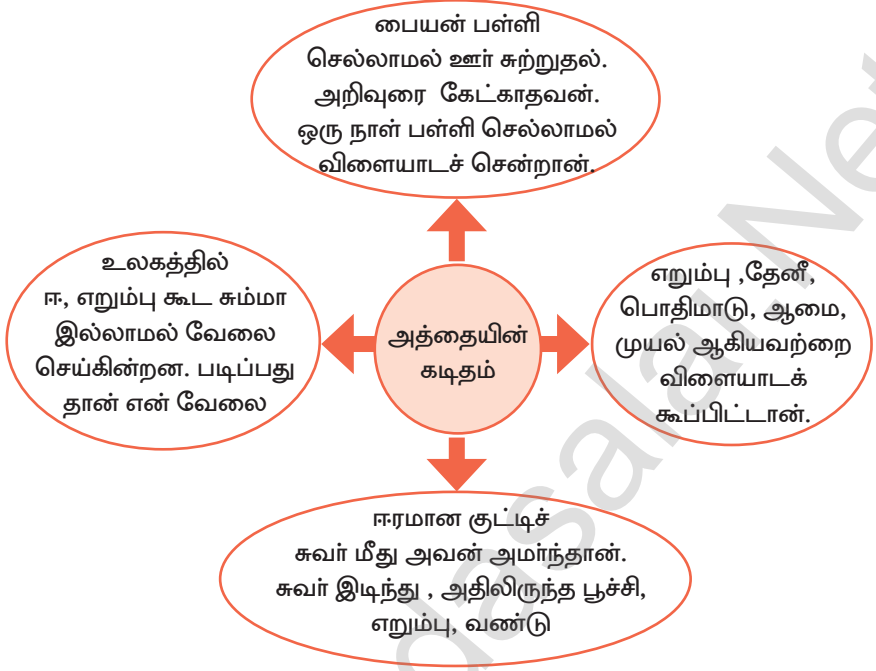 பையன் பள்ளி
செல்லாமல் ஊர் சுற்றுதல்.
அறிவுரை கேட்காதவன்.
ஒரு நாள் பள்ளி செல்லாமல்
விளையாடச் சென்றான்.
உலகத்தில்
ஈ, எறும்பு கூட சும்மா
இல்லாமல் வேலை
செய்கின்றன. படிப்பது
தான் என் வேலை
அத்தையின்
கடிதம்
எறும்பு ,தேனீ,
பொதிமாடு, ஆமை,
முயல் ஆகியவற்றை
விளையாடக்
கூப்பிட்டான்.
ஈரமான குட்டிச்
சுவர் மீது அவன் அமர்ந்தான்.
சுவர் இடிந்து , அதிலிருந்த பூச்சி,
எறும்பு, வண்டு